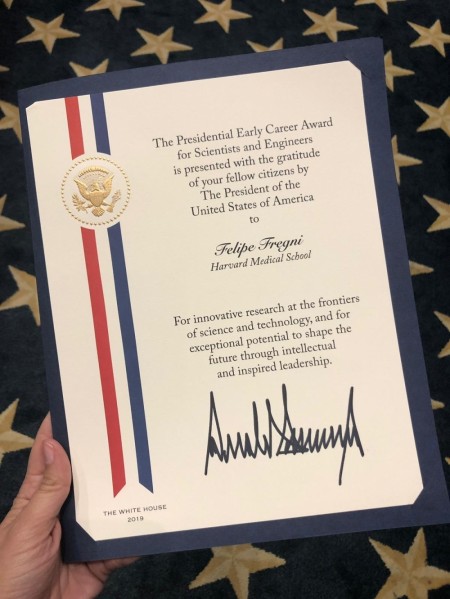 The Presidential Early Career Award
for Scientists and Engineers
is presented with the gratitude
of your fellow citizens by
The President of the
United States of America
to
Felipe Fregni
Harvard Medical School
For innovative research at the frontiers
of science and technology, and for
exceptional potential to shape the
future through intellectual
and inspired leadership.
THE WHITE HOUSE
2019